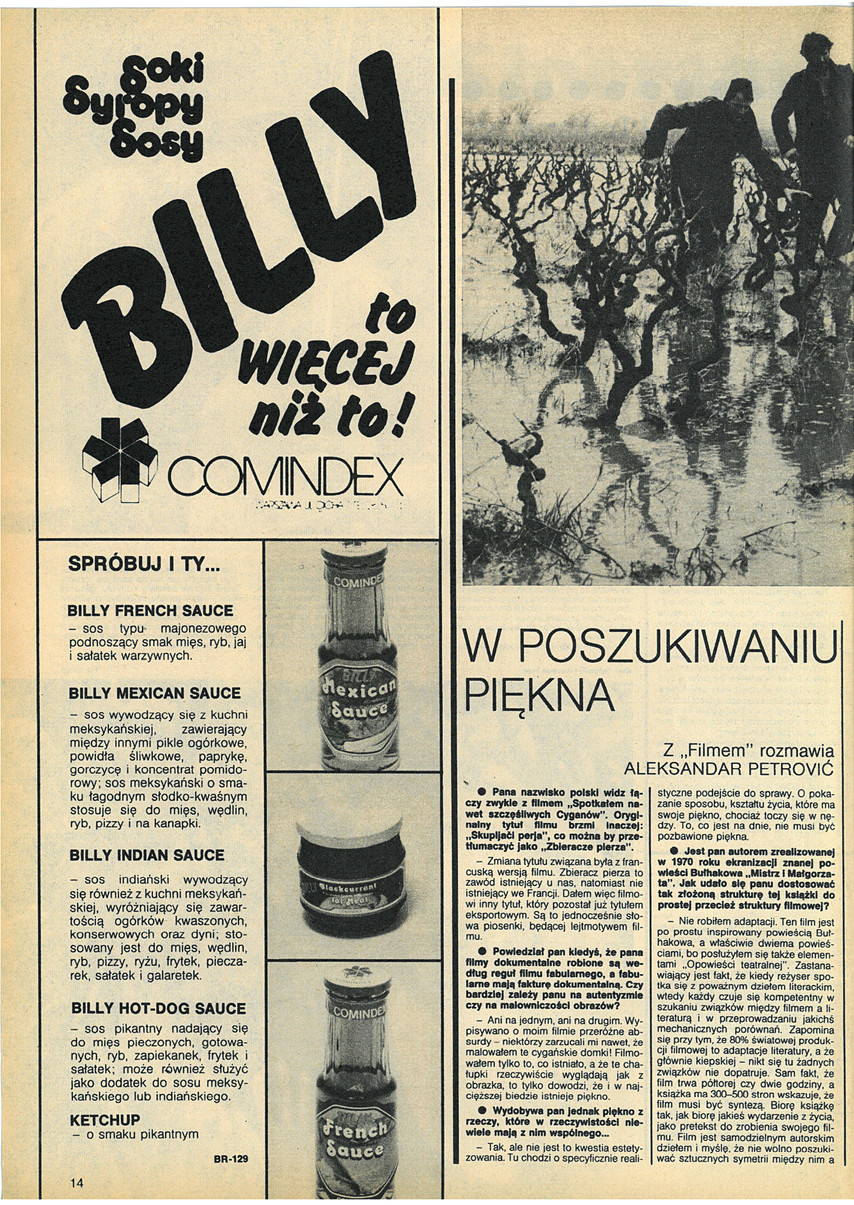 Soki
Syropy
Sosy
BILLY
to
WIĘCEJ
niż to!
COMINDEX
SPRÓBUJ I TY...
BILLY FRENCH SAUCE
– sos typu majonezowego
podnoszący smak mięs, ryb, jaj
i sałatek warzywnych.
BILLY MEXICAN SAUCE
– sos wywodzący się z kuchni
meksykańskiej, zawierający
między innymi pikle ogórkowe,
powidła śliwkowe, paprykę,
gorczycę i koncentrat pomido-
rowy; sos meksykański o sma-
ku łagodnym słodko-kwaśnym
stosuje się do mięs, wędlin,
ryb, pizzy i na kanapki.
BILLY INDIAN SAUCE
– sos indiański wywodzący
się również z kuchni meksykań-
skiej, wyróżniający się zawar-
tością ogórków kwaszonych,
konserwowych oraz dyni; sto-
sowany jest do mięs, wędlin,
ryb, pizzy, ryżu, frytek, piecza-
rek, sałatek i galaretek.
BILLY HOT-DOG SAUCE
– sos pikantny nadający się
do mięs pieczonych, gotowa-
nych, ryb, zapiekanek, frytek i
sałatek; może również służyć
jako dodatek do sosu meksy-
kańskiego lub indiańskiego.
KETCHUP
– o smaku pikantnym
BR-129
14
COMINDE
BILLY
Mexican
Sauce
BILLY
Blackcurrant
for Meat
COMINDE
French
Sauce
W POSZUKIWANIU
PIĘKNA
Z „Filmem” rozmawia
ALEKSANDAR PETROVIĆ
● Pana nazwisko polski widz łą-
czy zwykle z filmem „Spotkałem na-
wet szczęśliwych Cyganów”. Orygi-
nalny tytuł filmu brzmi inaczej:
„Skupljači perja”, co można by prze-
tłumaczyć jako „Zbieracze pierza”.
– Zmiana tytułu związana była z fran-
cuską wersją filmu. Zbieracz pierza to
zawód istniejący u nas, natomiast nie
istniejący we Francji. Dałem więc filmo-
wi inny tytuł, który pozostał już tytułem
eksportowym. Są to jednocześnie sło-
wa piosenki, będącej lejtmotywem fil-
mu.
● Powiedział pan kiedyś, że pana
filmy dokumentalne robione są we-
dług reguł filmu fabularnego, a fabu-
larne mają fakturę dokumentalną. Czy
bardziej zależy panu na autentyzmie
czy na malowniczości obrazów?
– Ani na jednym, ani na drugim. Wy-
pisywano o moim filmie przeróżne ab-
surdy – niektórzy zarzucali mi nawet, że
malowałem te cygańskie domki! Filmo-
wałem tylko to, co istniało, a że te cha-
łupki rzeczywiście wyglądają jak z
obrazka, to tylko dowodzi, że i w naj-
cięższej biedzie istnieje piękno.
● Wydobywa pan jednak piękno z
rzeczy, które w rzeczywistości nie-
wiele mają z nim wspólnego...
– Tak, ale nie jest to kwestia estety-
zowania. Tu chodzi o specyficznie reali-
styczne podejście do sprawy. O poka-
zanie sposobu, kształtu życia, które ma
swoje piękno, chociaż toczy się w nę-
dzy. To, co jest na dnie, nie musi być
pozbawione piękna.
● Jest pan autorem zrealizowanej
w 1970 roku ekranizacji znanej po-
wieści Bułhakowa „Mistrz i Małgorza-
ta”. Jak udało się panu dostosować
tak złożoną strukturę tej książki do
prostej przecież struktury filmowej?
– Nie robiłem adaptacji. Ten film jest
po prostu inspirowany powieścią Buł-
hakowa, a właściwie dwiema powieś-
ciami, bo posłużyłem się także elemen-
tami „Opowieści teatralnej”. Zastana-
wiający jest fakt, że kiedy reżyser spo-
tka się z poważnym dziełem literackim,
wtedy każdy czuje się kompetentny w
szukaniu związków między filmem a li-
teraturą i w przeprowadzaniu jakichś
mechanicznych porównań. Zapomina
się przy tym, że 80% światowej produk-
cji filmowej to adaptacje literatury, a że
głównie kiepskiej – nikt się tu żadnych
związków nie dopatruje. Sam fakt, że
film trwa półtorej czy dwie godziny, a
książka ma 300–500 stron wskazuje, że
film musi być syntezą. Biorę książkę
tak, jak biorę jakieś wydarzenie z życia,
jako pretekst do zrobienia swojego fil-
mu. Film jest samodzielnym autorskim
dziełem i myślę, że nie wolno poszuki-
wać sztucznych symetrii między nim a